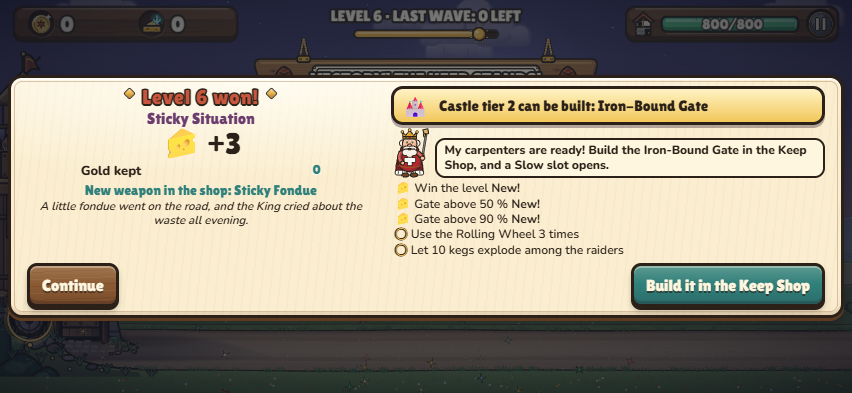 0
0
LEVEL 6 · LAST WAVE: 0 LEFT
800/800
Level 6 won!
Sticky Situation
+3
Gold kept 0
New weapon in the shop: Sticky Fondue
A little fondue went on the road, and the King cried about the
waste all evening.
Continue
Castle tier 2 can be built: Iron-Bound Gate
My carpenters are ready! Build the Iron-Bound Gate in the Keep
Shop, and a Slow slot opens.
Win the level New!
Gate above 50 % New!
Gate above 90 % New!
Use the Rolling Wheel 3 times
Let 10 kegs explode among the raiders
Build it in the Keep Shop